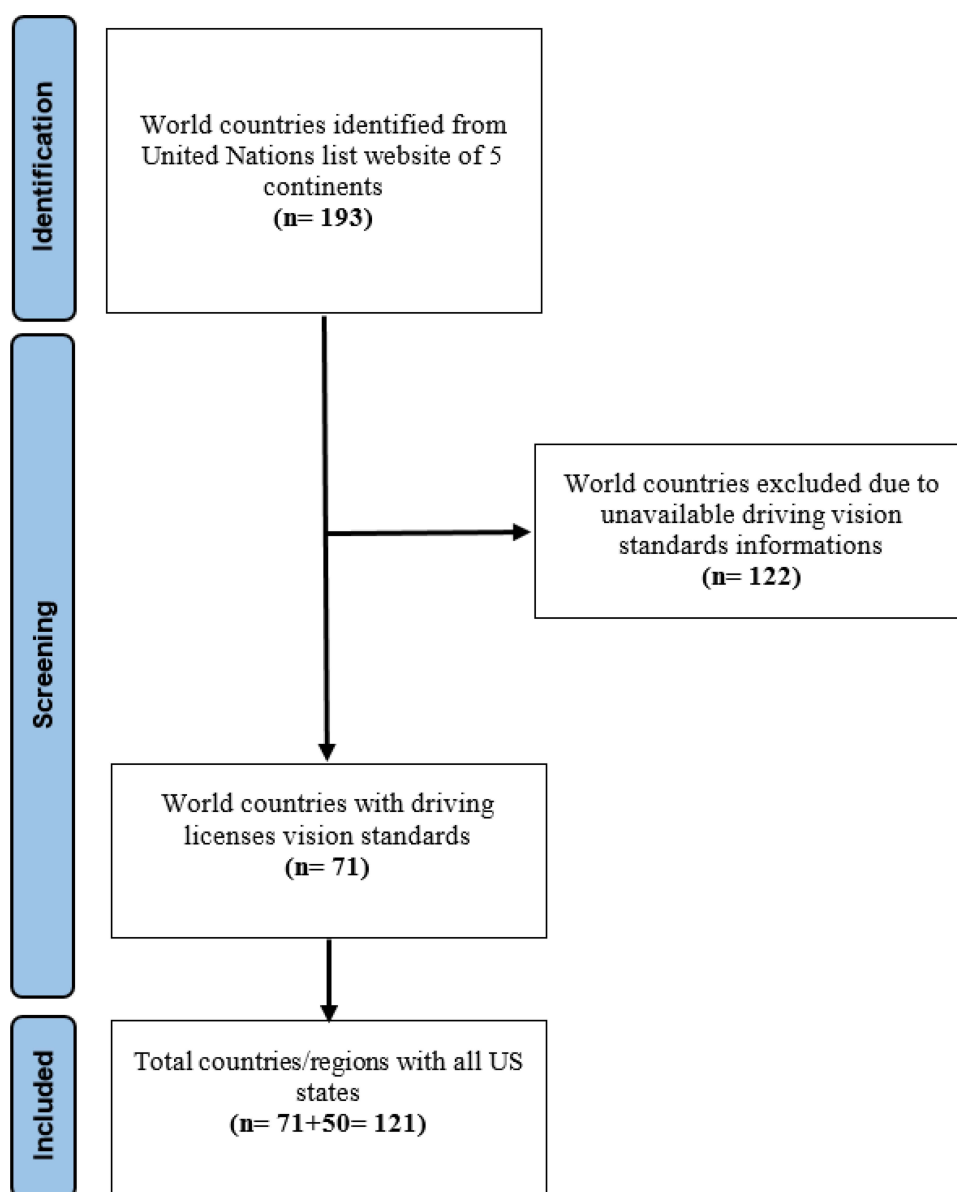 Identification
World countries identified from
United Nations list website of 5
continents
(n= 193)
Screening
World countries excluded due to
unavailable driving vision
standards informations
(n= 122)
World countries with driving
licenses vision standards
(n= 71)
Included
Total countries/regions with all US
states
(n= 71+50= 121)